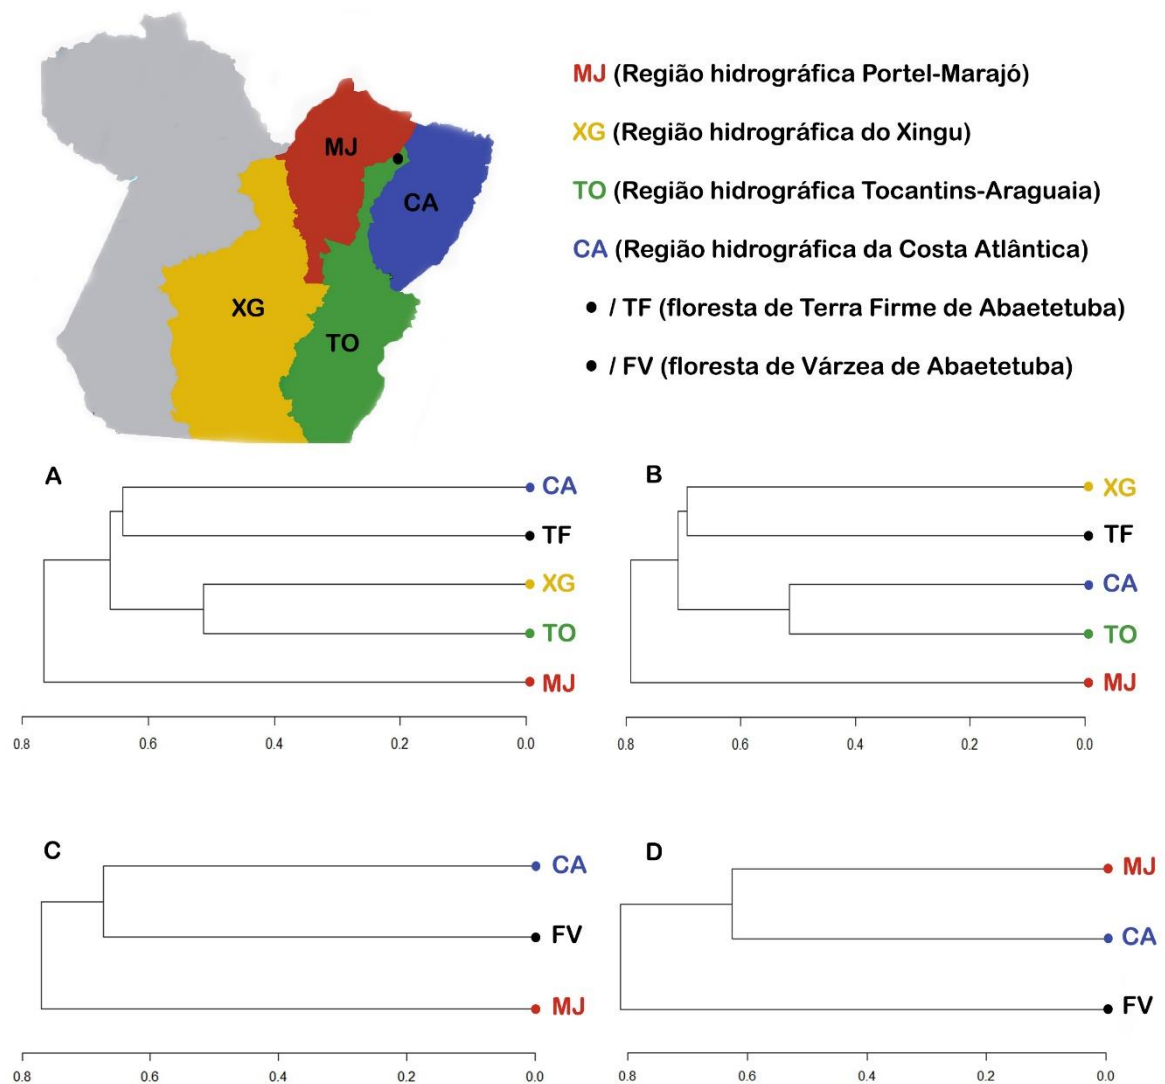 MJ
CA
XG
TO
MJ (Região hidrográfica Portel-Marajó)
XG (Região hidrográfica do Xingu)
TO (Região hidrográfica Tocantins-Araguaia)
CA (Região hidrográfica da Costa Atlântica)
• / TF (floresta de Terra Firme de Abaetetuba)
• / FV (floresta de Várzea de Abaetetuba)
A
CA
TF
XG
TO
MJ
0.8 0.6 0.4 0.2 0.0
B
XG
TF
CA
TO
MJ
0.8 0.6 0.4 0.2 0.0
C
CA
FV
MJ
0.8 0.6 0.4 0.2 0.0
D
MJ
CA
FV
0.8 0.6 0.4 0.2 0.0